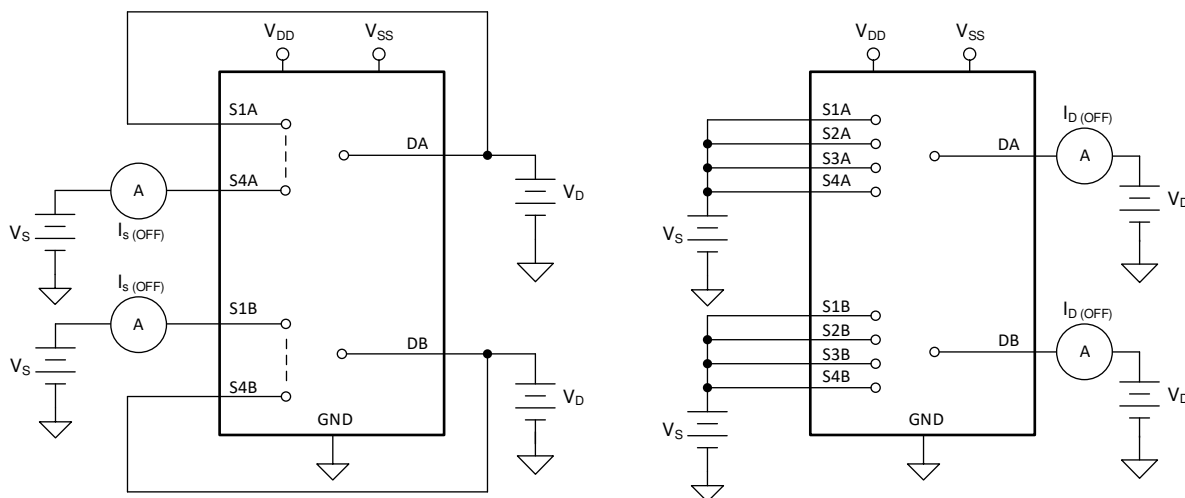 VDD
VSS
S1A
DA
A
S4A
VS
Is (OFF)
VD
Is (OFF)
A
S1B
VS
DB
S4B
VD
GND
VDD
VSS
S1A
S2A
S3A
S4A
DA
ID (OFF)
A
VS
VD
S1B
S2B
S3B
S4B
DB
ID (OFF)
A
VS
VD
GND